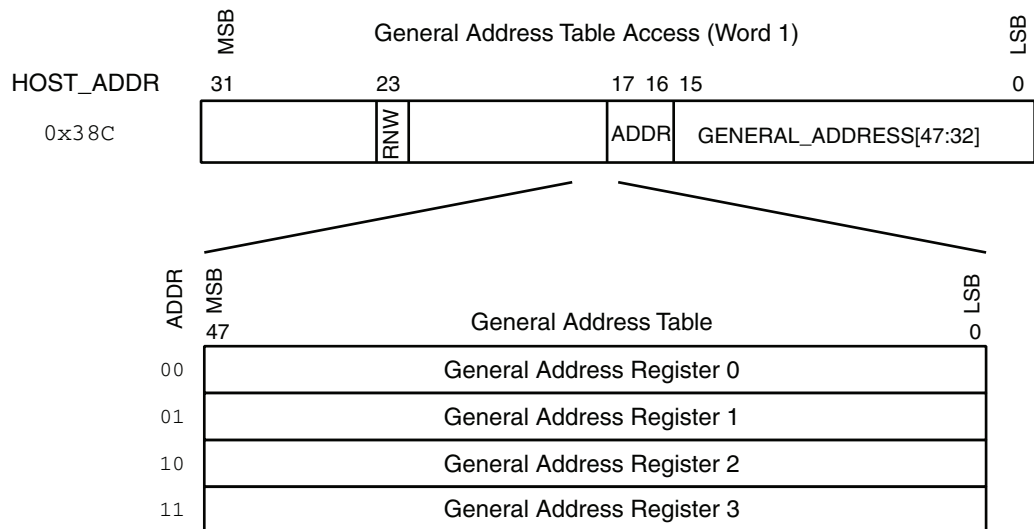 MSB General Address Table Access (Word 1) LSB
HOST_ADDR 31 23 17 16 15 0
0x38C RNW ADDR GENERAL_ADDRESS[47:32]
ADDR MSB LSB
47 General Address Table 0
00 General Address Register 0
01 General Address Register 1
10 General Address Register 2
11 General Address Register 3